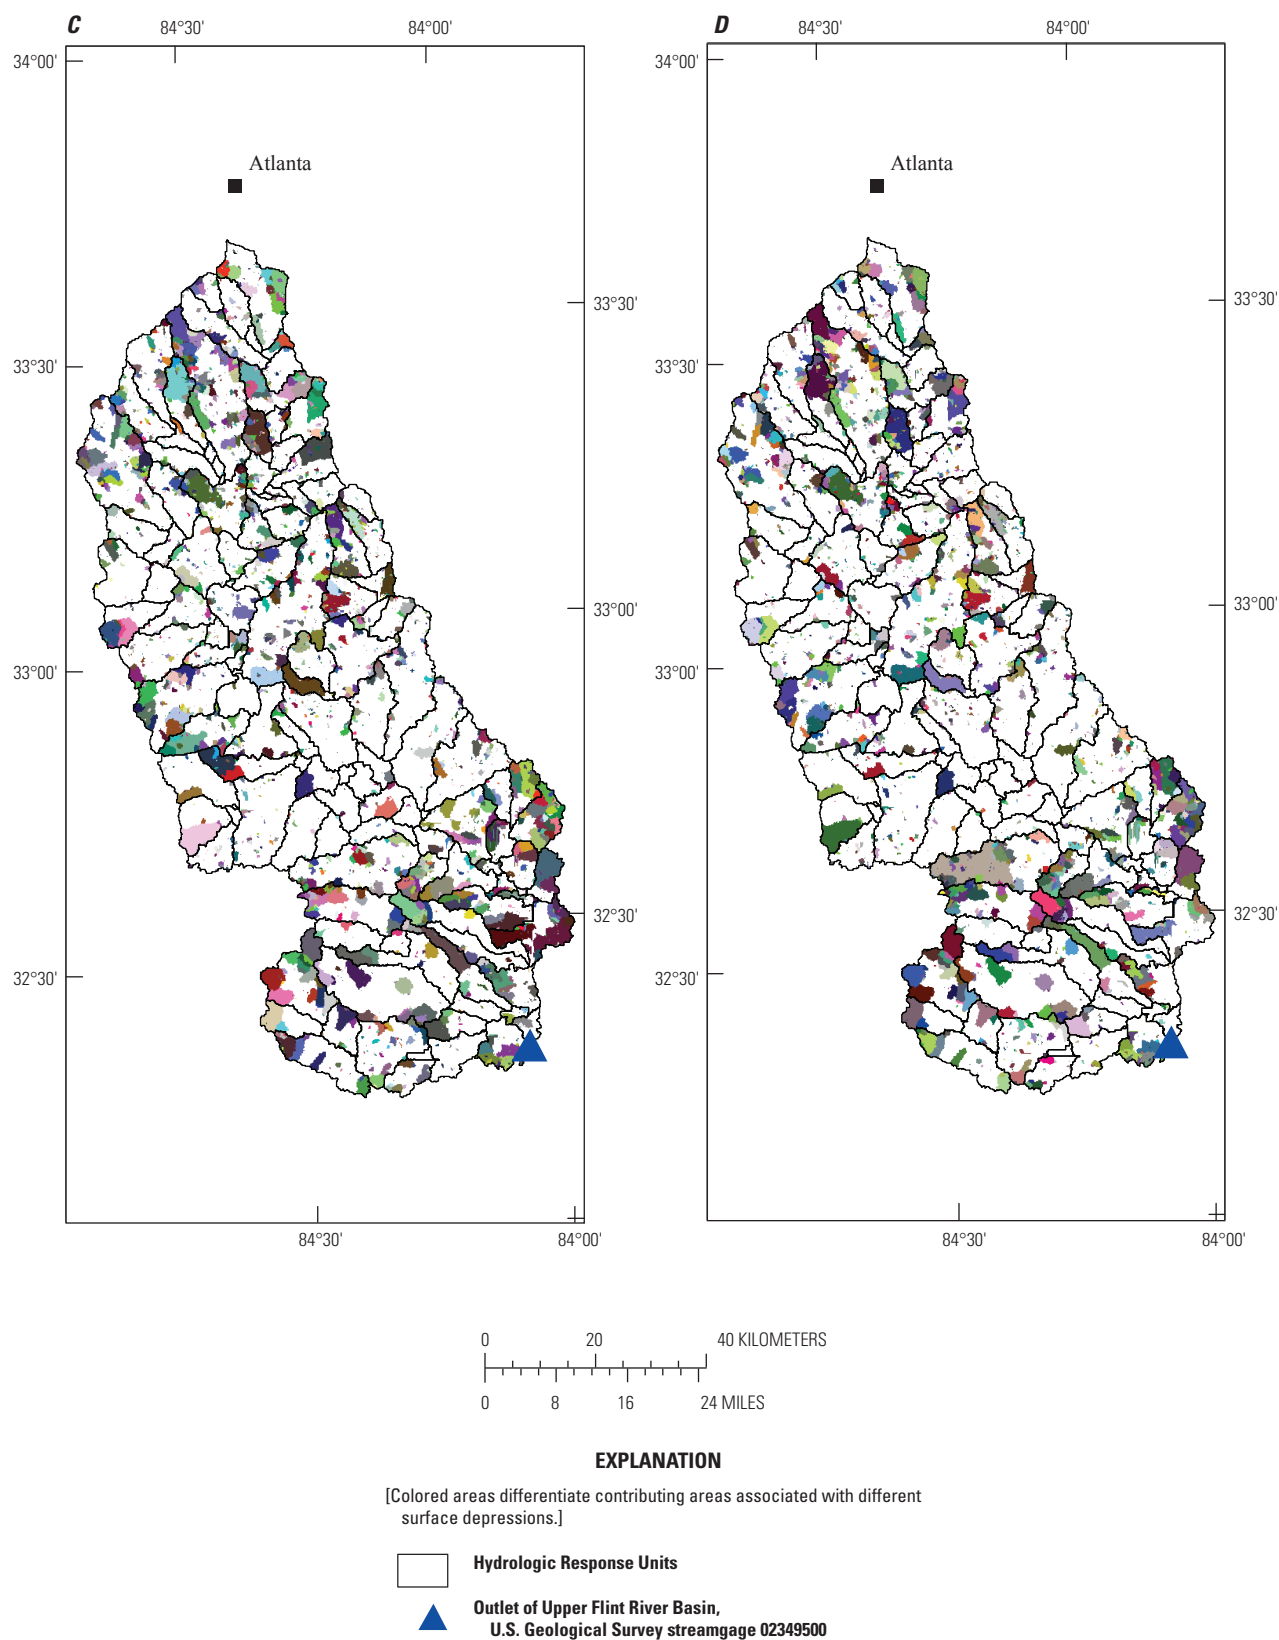 C
84°30'
84°00'
D
84°30'
84°00'
34°00'
34°00'
Atlanta
Atlanta
33°30'
33°30'
33°30'
33°30'
33°00'
33°00'
33°00'
33°00'
32°30'
32°30'
32°30'
32°30'
84°30'
84°00'
84°30'
84°00'
0 20 40 KILOMETERS
0 8 16 24 MILES
EXPLANATION
[Colored areas differentiate contributing areas associated with different
surface depressions.]
Hydrologic Response Units
Outlet of Upper Flint River Basin,
U.S. Geological Survey streamgage 02349500